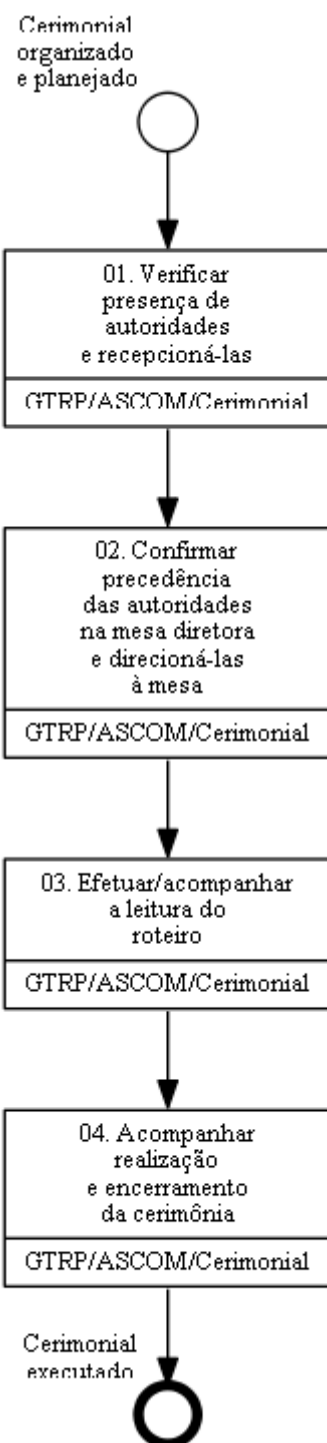 Cerimonial
organizado
e planejado
01. Verificar
presença de
autoridades
e recepcioná-las
GTRP/ASCOM/Cerimonial
02. Confirmar
precedência
das autoridades
na mesa diretora
e direcioná-las
à mesa
GTRP/ASCOM/Cerimonial
03. Efetuar/acompanhar
a leitura do
roteiro
GTRP/ASCOM/Cerimonial
04. Acompanhar
realização
e encerramento
da cerimônia
GTRP/ASCOM/Cerimonial
Cerimonial
executado